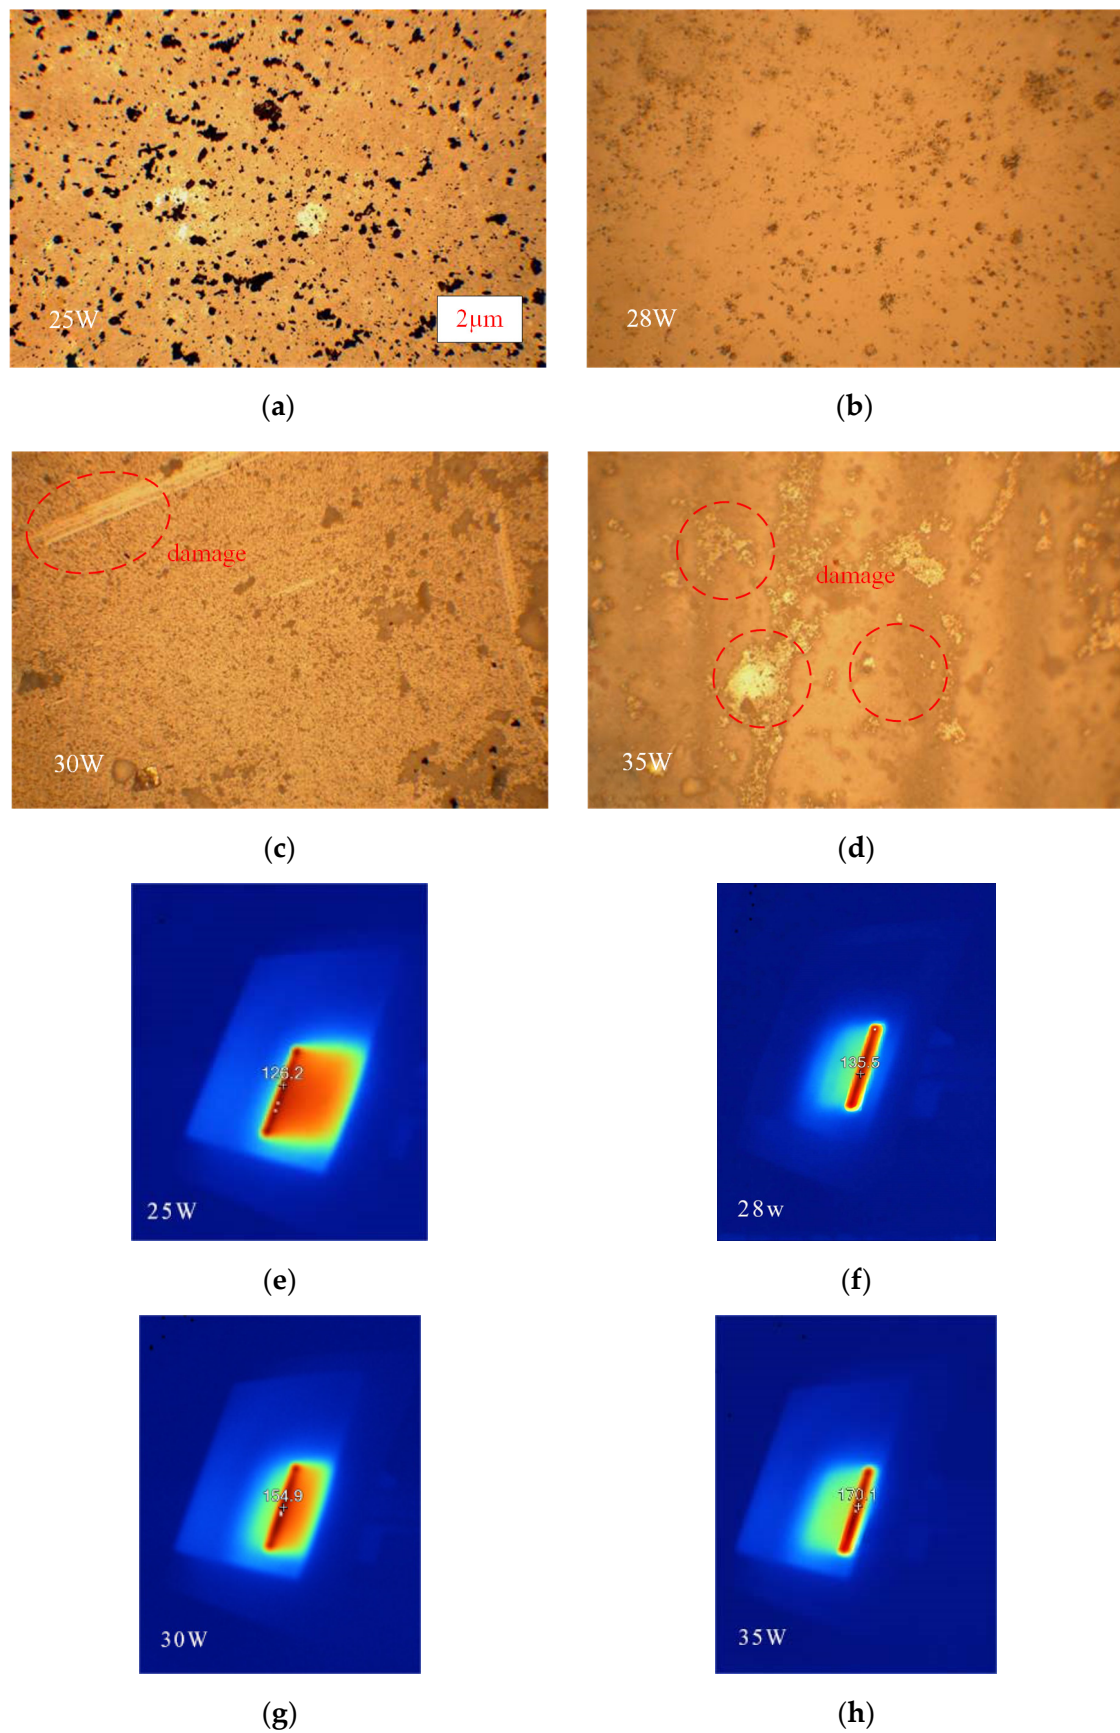 25W
2μm
(a)
28W
(b)
damage
30W
(c)
damage
35W
(d)
126.2
25W
(e)
135.5
28w
(f)
154.9
30W
(g)
170.1
35W
(h)